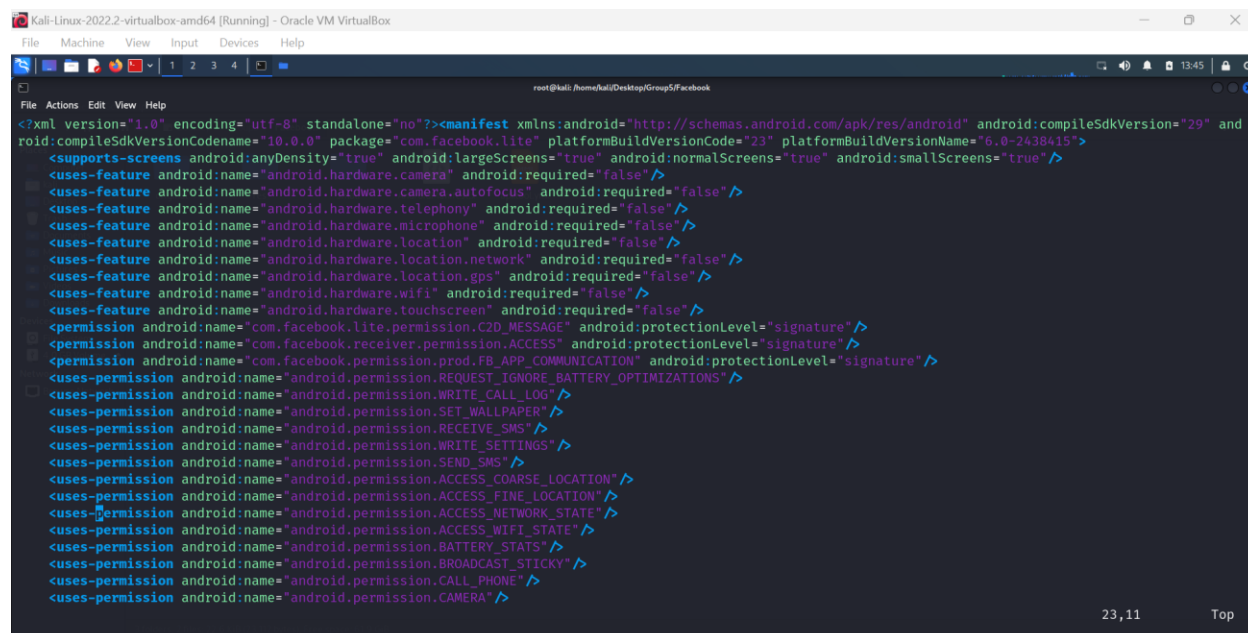 Kali-Linux-2022.2-virtualbox-amd64 [Running] - Oracle VM VirtualBox
File Machine View Input Devices Help
1 2 3 4 13:45
root@kali: /home/kali/Desktop/Group5/Facebook
File Actions Edit View Help
<?xml version="1.0" encoding="utf-8" standalone="no"?><manifest xmlns:android="http://schemas.android.com/apk/res/android" android:compileSdkVersion="29" and
roid:compileSdkVersionCodename="10.0.0" package="com.facebook.lite" platformBuildVersionCode="23" platformBuildVersionName="6.0-2438415">
<supports-screens android:anyDensity="true" android:largeScreens="true" android:normalScreens="true" android:smallScreens="true"/>
<uses-feature android:name="android.hardware.camera" android:required="false"/>
<uses-feature android:name="android.hardware.camera.autofocus" android:required="false"/>
<uses-feature android:name="android.hardware.telephony" android:required="false"/>
<uses-feature android:name="android.hardware.microphone" android:required="false"/>
<uses-feature android:name="android.hardware.location" android:required="false"/>
<uses-feature android:name="android.hardware.location.network" android:required="false"/>
<uses-feature android:name="android.hardware.location.gps" android:required="false"/>
<uses-feature android:name="android.hardware.wifi" android:required="false"/>
<uses-feature android:name="android.hardware.touchscreen" android:required="false"/>
<permission android:name="com.facebook.lite.permission.C2D_MESSAGE" android:protectionLevel="signature"/>
<permission android:name="com.facebook.receiver.permission.ACCESS" android:protectionLevel="signature"/>
<permission android:name="com.facebook.permission.prod.FB_APP_COMMUNICATION" android:protectionLevel="signature"/>
<uses-permission android:name="android.permission.REQUEST_IGNORE_BATTERY_OPTIMIZATIONS"/>
<uses-permission android:name="android.permission.WRITE_CALL_LOG"/>
<uses-permission android:name="android.permission.SET_WALLPAPER"/>
<uses-permission android:name="android.permission.RECEIVE_SMS"/>
<uses-permission android:name="android.permission.WRITE_SETTINGS"/>
<uses-permission android:name="android.permission.SEND_SMS"/>
<uses-permission android:name="android.permission.ACCESS_COARSE_LOCATION"/>
<uses-permission android:name="android.permission.ACCESS_FINE_LOCATION"/>
<uses-permission android:name="android.permission.ACCESS_NETWORK_STATE"/>
<uses-permission android:name="android.permission.ACCESS_WIFI_STATE"/>
<uses-permission android:name="android.permission.BATTERY_STATS"/>
<uses-permission android:name="android.permission.BROADCAST_STICKY"/>
<uses-permission android:name="android.permission.CALL_PHONE"/>
<uses-permission android:name="android.permission.CAMERA"/>
23,11 Top